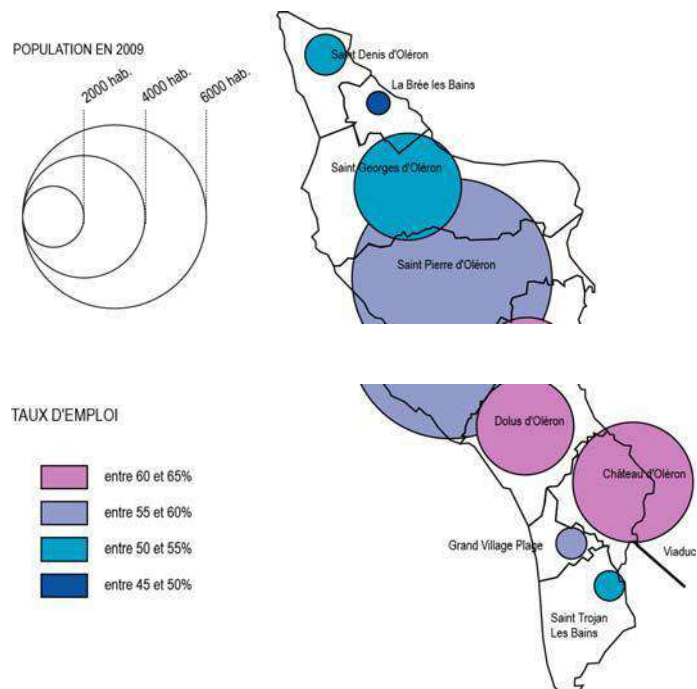 POPULATION EN 2009
2000 hab.
4000 hab.
6000 hab.
Saint Denis d'Oléron
La Brée les Bains
Saint Georges d'Oléron
Saint Pierre d'Oléron
TAUX D'EMPLOI
entre 60 et 65%
entre 55 et 60%
entre 50 et 55%
entre 45 et 50%
Dolus d'Oléron
Château d'Oléron
Grand Village Plage
Viaduc
Saint Trojan
Les Bains